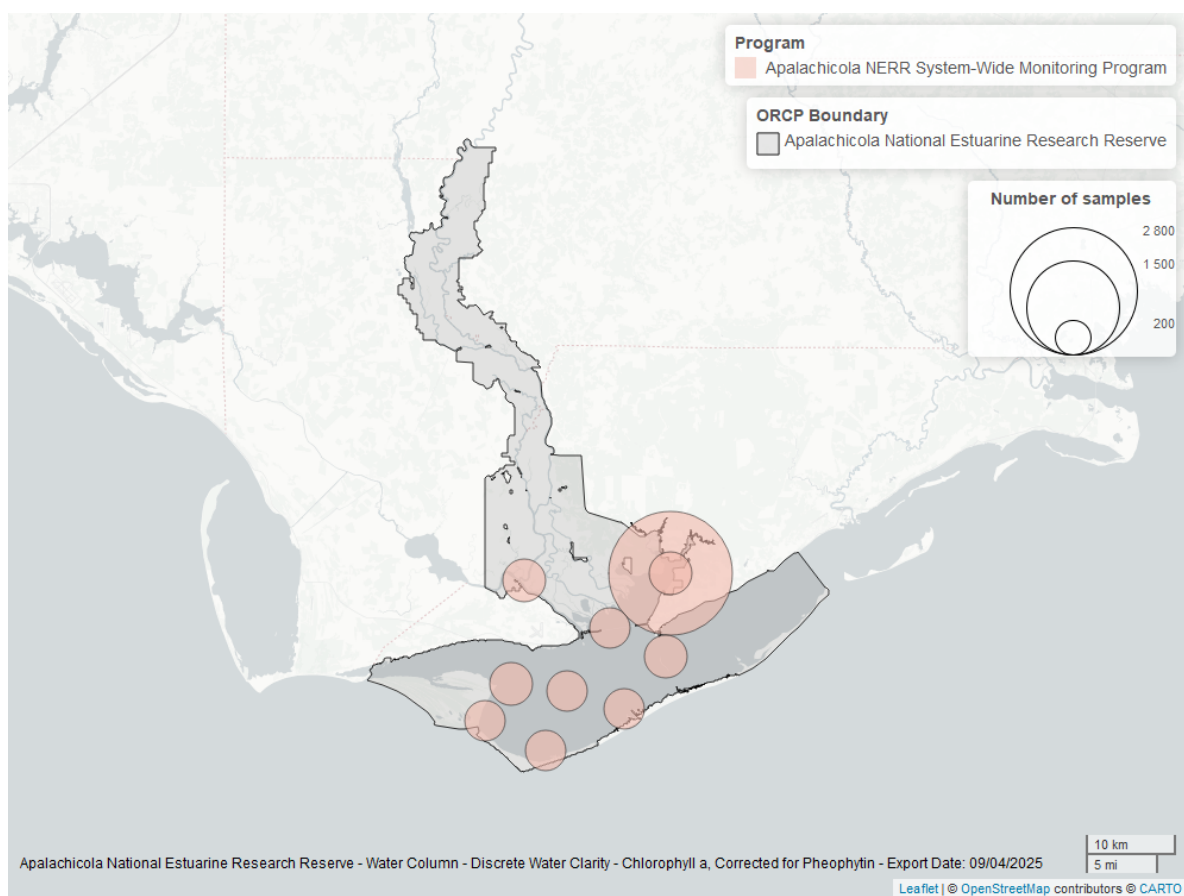 Program
Apalachicola NERR System-Wide Monitoring Program
ORCP Boundary
Apalachicola National Estuarine Research Reserve
Number of samples
2 800
1 500
200
10 km
5 mi
Apalachicola National Estuarine Research Reserve - Water Column - Discrete Water Clarity - Chlorophyll a, Corrected for Pheophytin - Export Date: 09/04/2025
Leaflet | © OpenStreetMap contributors © CARTO